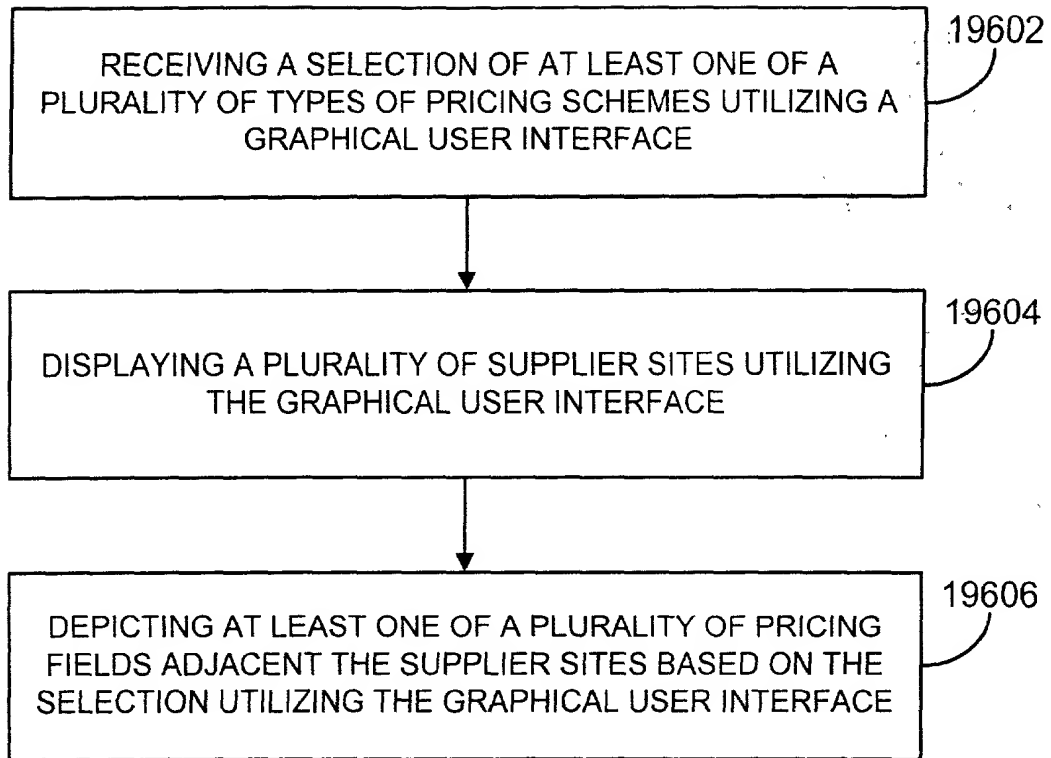 19602
RECEIVING A SELECTION OF AT LEAST ONE OF A
PLURALITY OF TYPES OF PRICING SCHEMES UTILIZING A
GRAPHICAL USER INTERFACE
19604
DISPLAYING A PLURALITY OF SUPPLIER SITES UTILIZING
THE GRAPHICAL USER INTERFACE
19606
DEPICTING AT LEAST ONE OF A PLURALITY OF PRICING
FIELDS ADJACENT THE SUPPLIER SITES BASED ON THE
SELECTION UTILIZING THE GRAPHICAL USER INTERFACE